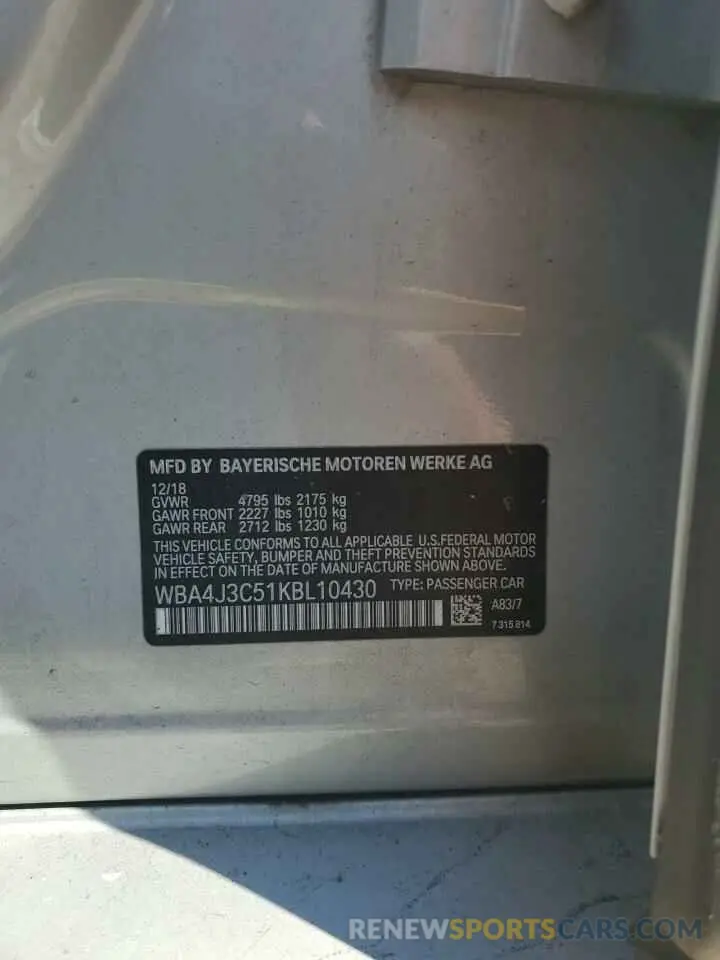 MFD BY BAYERISCHE MOTOREN WERKE AG
12/18
GVWR 4795 lbs 2175 kg
GAWR FRONT 2227 lbs 1010 kg
GAWR REAR 2712 lbs 1230 kg
THIS VEHICLE CONFORMS TO ALL APPLICABLE U.S.FEDERAL MOTOR
VEHICLE SAFETY, BUMPER AND THEFT PREVENTION STANDARDS
IN EFFECT ON THE DATE OF MANUFACTURE SHOWN ABOVE.
WBA4J3C51KBL10430 TYPE: PASSENGER CAR
A83/7
7 315 814
RENEWSPORTSCARS.COM